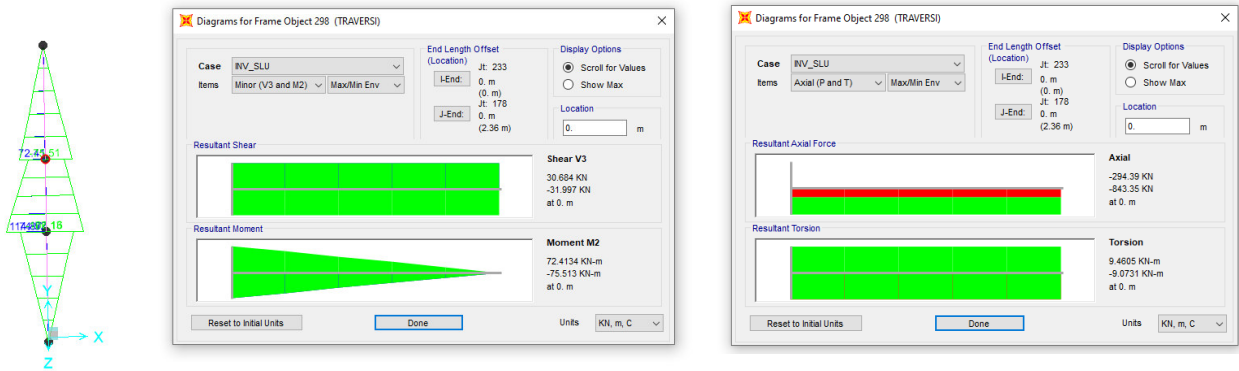 72.41 75.51
Y
X
Z
Diagrams for Frame Object 298 (TRAVERSI)
Case INV_SLU
Items Minor (V3 and M2) Max/Min Env
End Length Offset
(Location)
Jt: 233
I-End: 0. m
(0. m)
Jt: 178
J-End: 0. m
(2.36 m)
Display Options
Scroll for Values
Show Max
Location
0. m
Resultant Shear
Shear V3
30.684 KN
-31.997 KN
at 0. m
Resultant Moment
Moment M2
72.4134 KN-m
-75.513 KN-m
at 0. m
Reset to Initial Units
Done
Units KN, m, C
Diagrams for Frame Object 298 (TRAVERSI)
Case INV_SLU
Items Axial (P and T) Max/Min Env
End Length Offset
(Location)
Jt: 233
I-End: 0. m
(0. m)
Jt: 178
J-End: 0. m
(2.36 m)
Display Options
Scroll for Values
Show Max
Location
0. m
Resultant Axial Force
Axial
-294.39 KN
-843.35 KN
at 0. m
Resultant Torsion
Torsion
9.4605 KN-m
-9.0731 KN-m
at 0. m
Reset to Initial Units
Done
Units KN, m, C